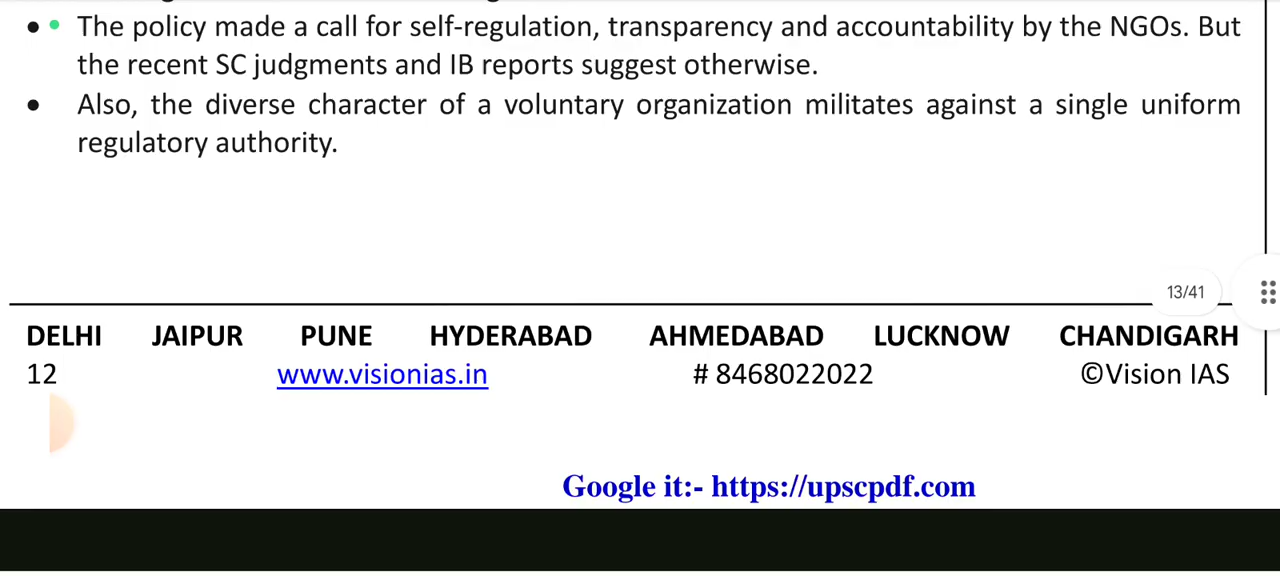 • The policy made a call for self-regulation, transparency and accountability by the NGOs. But
the recent SC judgments and IB reports suggest otherwise.
• Also, the diverse character of a voluntary organization militates against a single uniform
regulatory authority.
13/41
DELHI JAIPUR PUNE HYDERABAD AHMEDABAD LUCKNOW CHANDIGARH
12 www.visionias.in # 8468022022 ©Vision IAS
Google it:- https://upscpdf.com